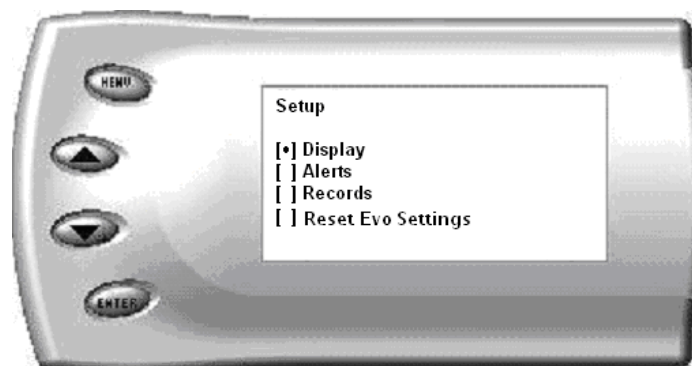 MENU
Setup
[•] Display
[ ] Alerts
[ ] Records
[ ] Reset Evo Settings
ENTER